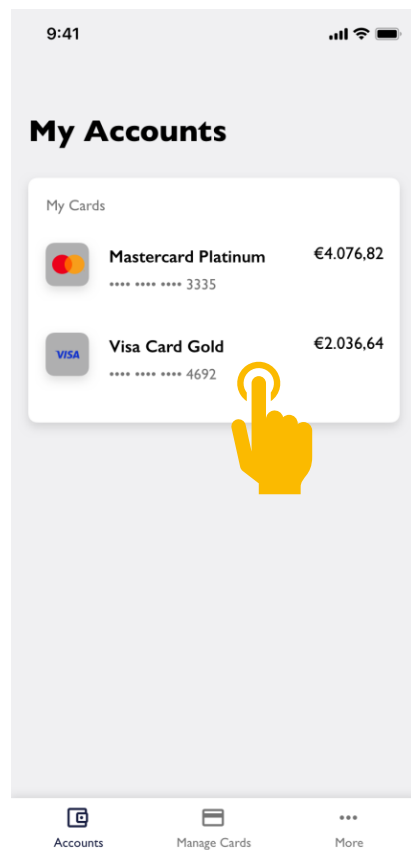 9:41
My Accounts
My Cards
Mastercard Platinum €4.076,82
•••• •••• •••• 3335
VISA Visa Card Gold €2.036,64
•••• •••• •••• 4692
Accounts Manage Cards More